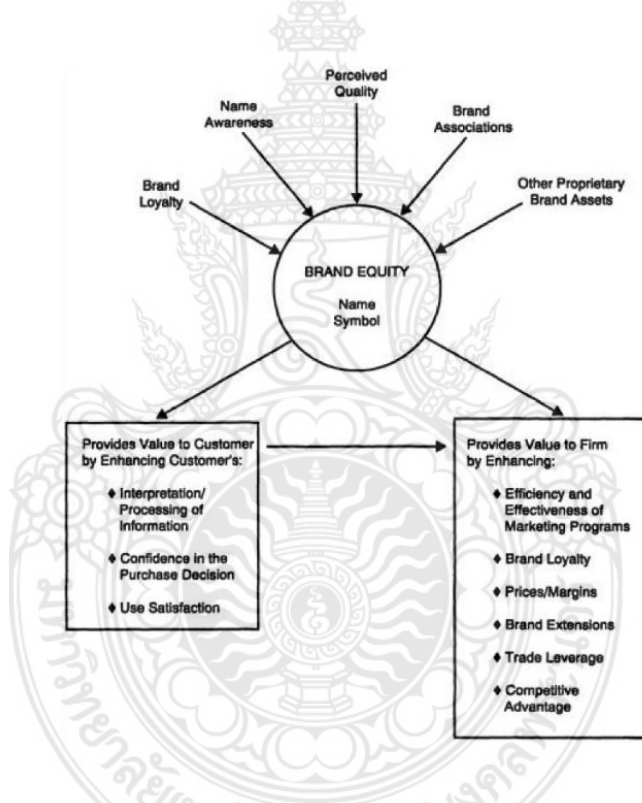 Perceived
Quality
Name
Awareness
Brand
Associations
Brand
Loyalty
Other Proprietary
Brand Assets
BRAND EQUITY
Name
Symbol
Provides Value to Customer
by Enhancing Customer's:
♦ Interpretation/
Processing of
Information
♦ Confidence in the
Purchase Decision
♦ Use Satisfaction
Provides Value to Firm
by Enhancing:
♦ Efficiency and
Effectiveness of
Marketing Programs
♦ Brand Loyalty
♦ Prices/Margins
♦ Brand Extensions
♦ Trade Leverage
♦ Competitive
Advantage